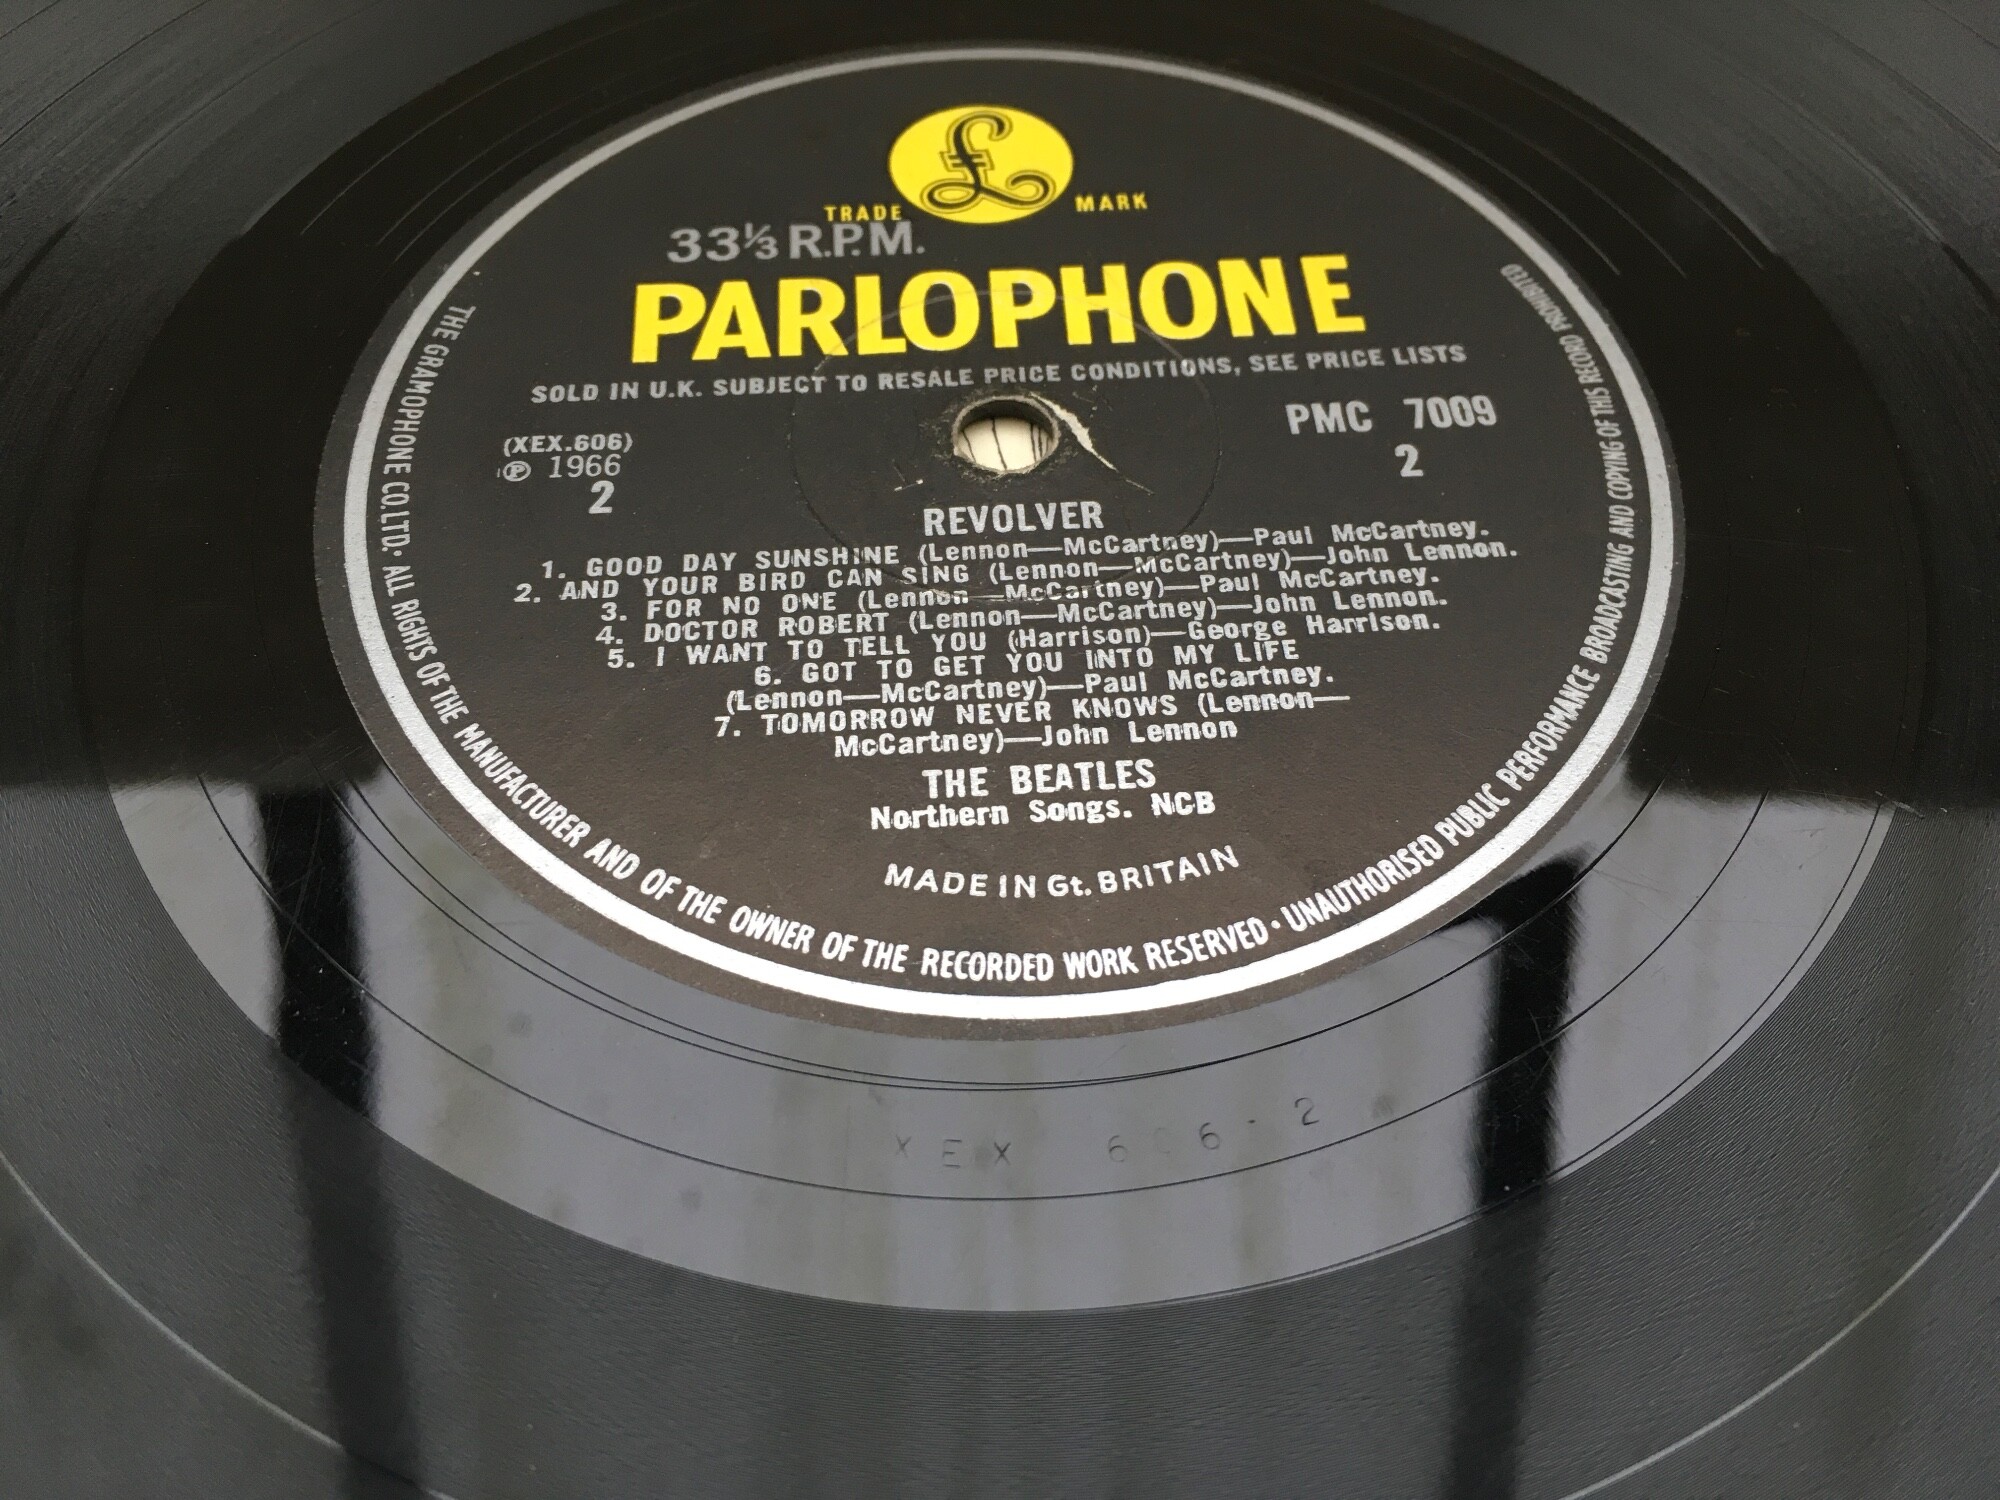 £
TRADE MARK
33⅓ R.P.M.
PARLOPHONE
SOLD IN U.K. SUBJECT TO RESALE PRICE CONDITIONS, SEE PRICE LISTS
(XEX.606)
℗ 1966
2
PMC 7009
2
REVOLVER
1. GOOD DAY SUNSHINE (Lennon—McCartney)—Paul McCartney.
2. AND YOUR BIRD CAN SING (Lennon—McCartney)—John Lennon.
3. FOR NO ONE (Lennon—McCartney)—Paul McCartney.
4. DOCTOR ROBERT (Lennon—McCartney)—John Lennon.
5. I WANT TO TELL YOU (Harrison)—George Harrison.
6. GOT TO GET YOU INTO MY LIFE
(Lennon—McCartney)—Paul McCartney.
7. TOMORROW NEVER KNOWS (Lennon—
McCartney)—John Lennon
THE BEATLES
Northern Songs. NCB
MADE IN Gt. BRITAIN
THE GRAMOPHONE CO. LTD. · ALL RIGHTS OF THE MANUFACTURER AND OF THE OWNER OF THE RECORDED WORK RESERVED · UNAUTHORISED PUBLIC PERFORMANCE BROADCASTING AND COPYING OF THIS RECORD PROHIBITED
XEX 606-2